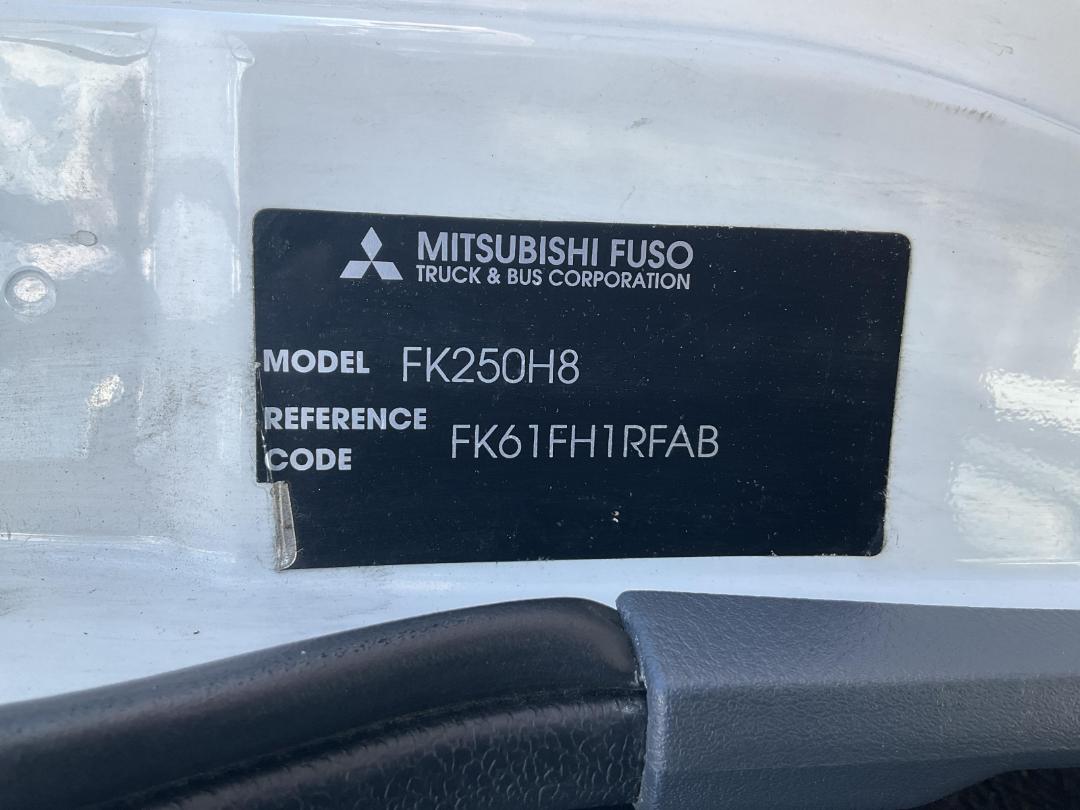 MITSUBISHI FUSO
TRUCK & BUS CORPORATION
MODEL FK250H8
REFERENCE CODE FK61FH1RFAB